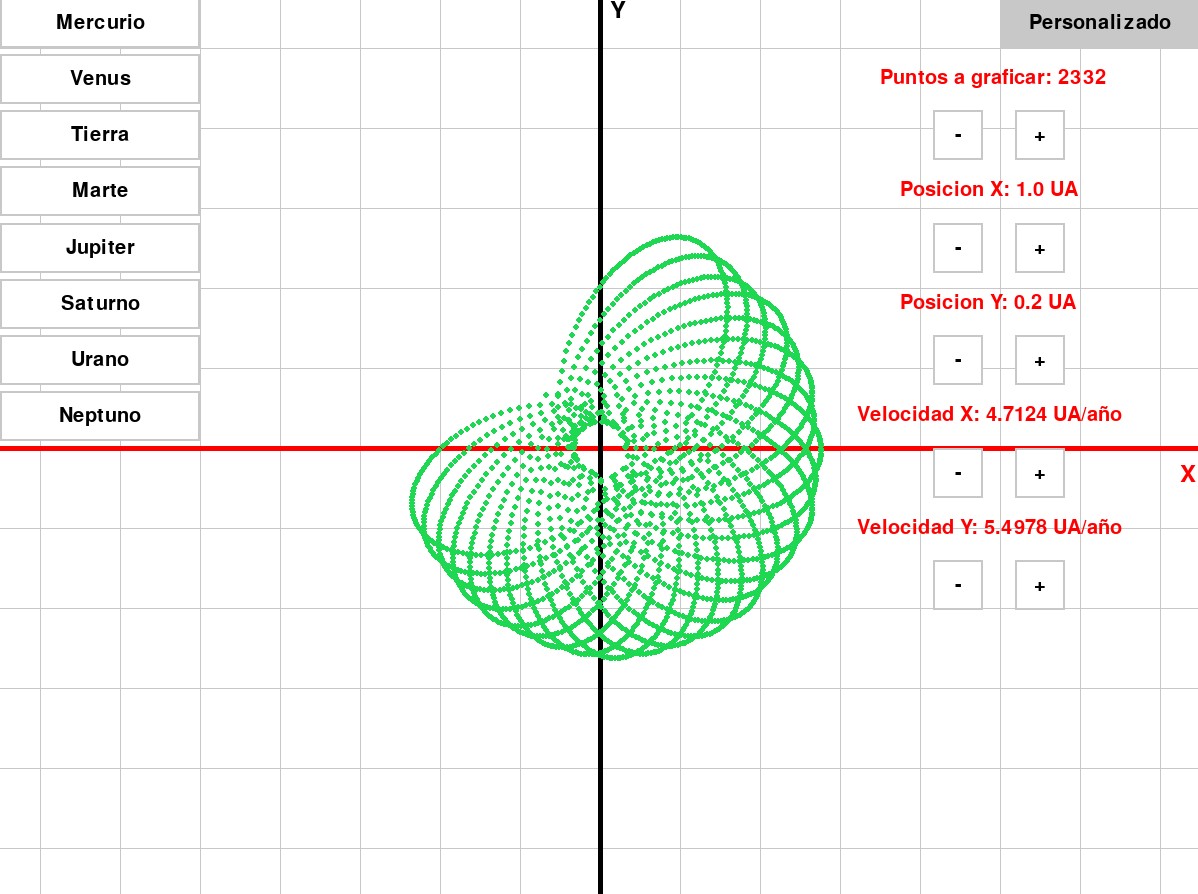 Mercurio
Venus
Tierra
Marte
Jupiter
Saturno
Urano
Neptuno
Y
X
Personalizado
Puntos a graficar: 2332
- +
Posicion X: 1.0 UA
- +
Posicion Y: 0.2 UA
- +
Velocidad X: 4.7124 UA/año
- +
Velocidad Y: 5.4978 UA/año
- +